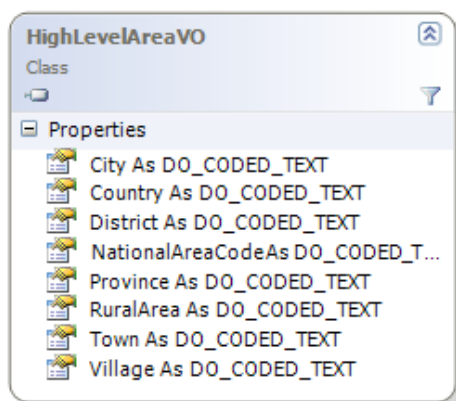 HighLevelAreaVO
Class
Properties
City As DO_CODED_TEXT
Country As DO_CODED_TEXT
District As DO_CODED_TEXT
NationalAreaCodeAs DO_CODED_T...
Province As DO_CODED_TEXT
RuralArea As DO_CODED_TEXT
Town As DO_CODED_TEXT
Village As DO_CODED_TEXT